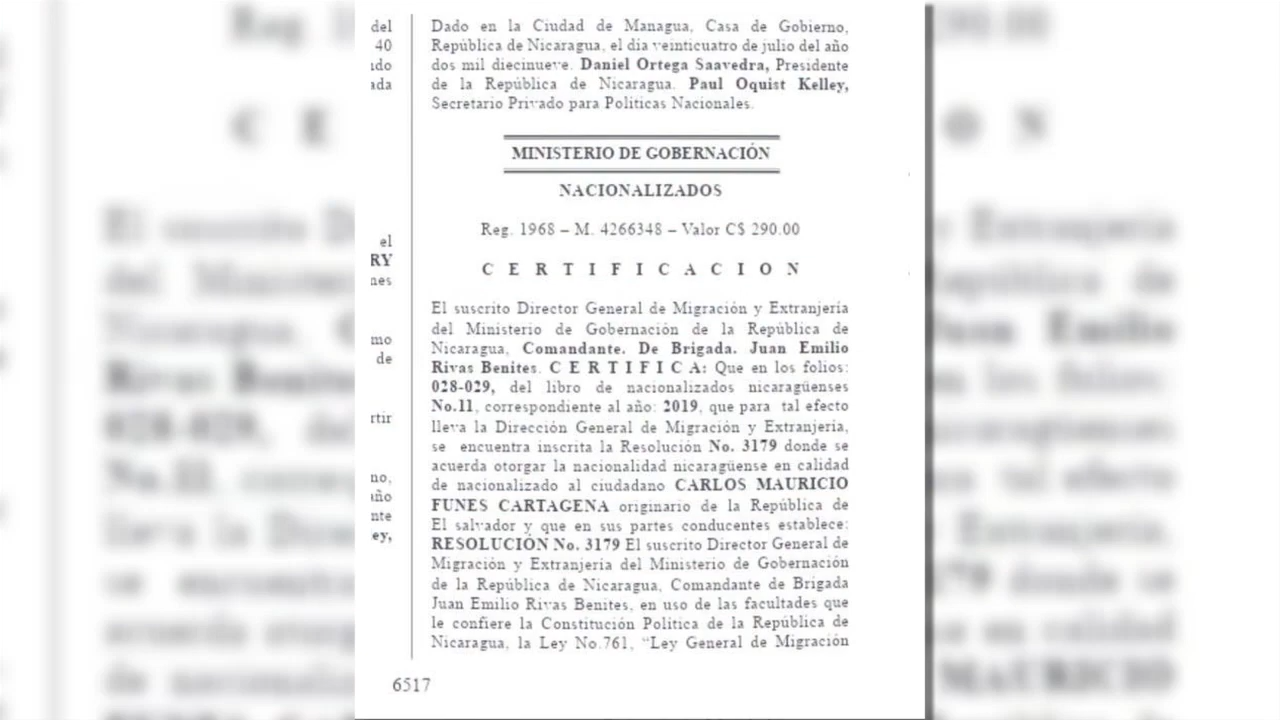 del
40
ada
Dado en la Ciudad de Managua, Casa de Gobierno,
República de Nicaragua, el día veinticuatro de julio del año
dos mil diecinueve. Daniel Ortega Saavedra, Presidente
de la República de Nicaragua. Paul Oquist Kelley,
Secretario Privado para Políticas Nacionales.
MINISTERIO DE GOBERNACIÓN
NACIONALIZADOS
Reg. 1968 – M. 4266348 – Valor C$ 290.00
C E R T I F I C A C I O N
el
RY
nes
mo
de
rtir
no,
año
nte
ey,
El suscrito Director General de Migración y Extranjería
del Ministerio de Gobernación de la República de
Nicaragua, Comandante. De Brigada. Juan Emilio
Rivas Benites. C E R T I F I C A: Que en los folios:
028-029, del libro de nacionalizados nicaragüenses
No.11, correspondiente al año: 2019, que para tal efecto
lleva la Dirección General de Migración y Extranjería,
se encuentra inscrita la Resolución No. 3179 donde se
acuerda otorgar la nacionalidad nicaragüense en calidad
de nacionalizado al ciudadano CARLOS MAURICIO
FUNES CARTAGENA originario de la República de
El salvador y que en sus partes conducentes establece:
RESOLUCIÓN No. 3179 El suscrito Director General de
Migración y Extranjería del Ministerio de Gobernación
de la República de Nicaragua, Comandante de Brigada
Juan Emilio Rivas Benites, en uso de las facultades que
le confiere la Constitución Política de la República de
Nicaragua, la Ley No.761, “Ley General de Migración
6517